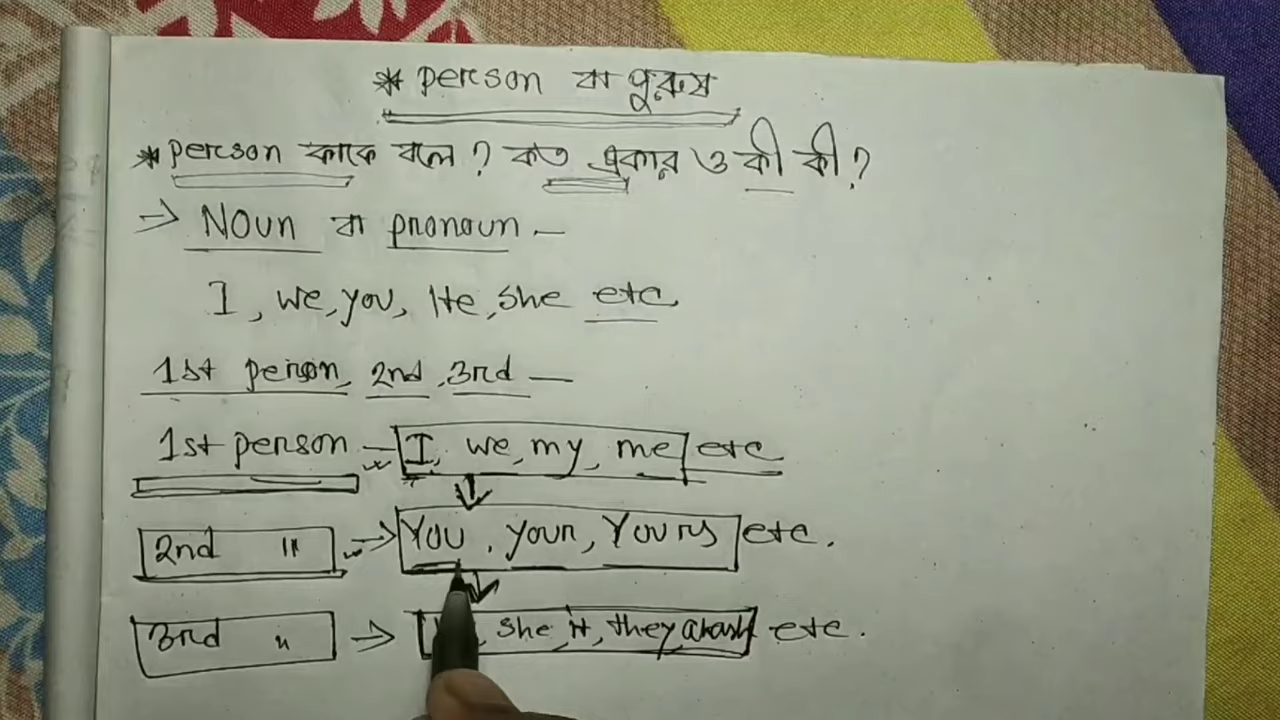 * person বা পুরুষ
* person কাকে বলে? কত প্রকার ও কী কী?
→ Noun বা pronoun —
I, we, you, He, she etc,
1st person, 2nd, 3rd —
1st person – I, we, my, me etc
2nd " → You, your, Yours etc.
3rd " → , she, it, they, akash etc.